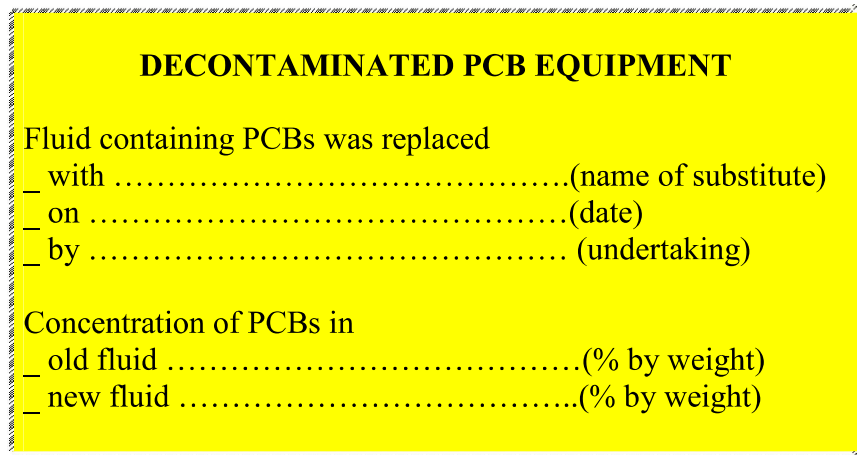 DECONTAMINATED PCB EQUIPMENT
Fluid containing PCBs was replaced
_ with …………………………………………….(name of substitute)
_ on ………………………………………………(date)
_ by ……………………………………………… (undertaking)
Concentration of PCBs in
_ old fluid ……………………………………….(% by weight)
_ new fluid ……………………………………..(% by weight)